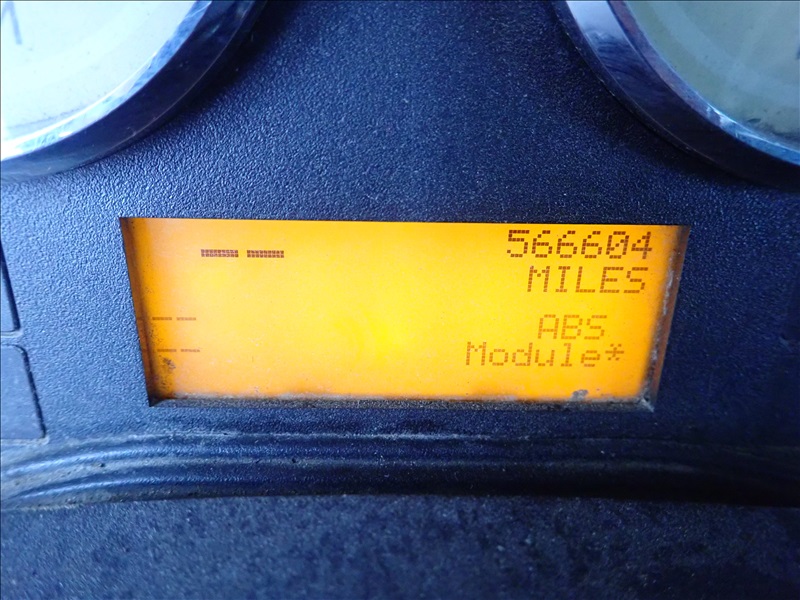 -- -- 566604
MILES
-- -- ABS
-- -- Module*